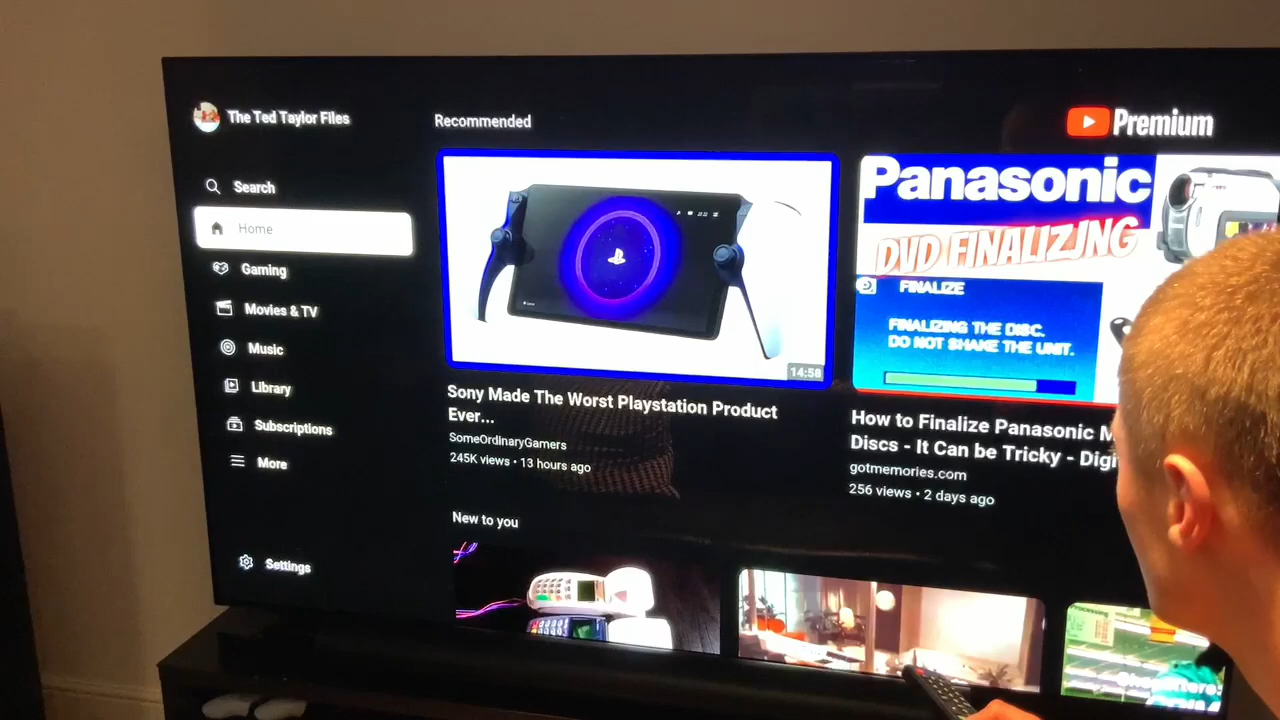 The Ted Taylor Files
Search
Home
Gaming
Movies & TV
Music
Library
Subscriptions
More
Settings
Recommended
Premium
14:58
Sony Made The Worst Playstation Product
Ever...
SomeOrdinaryGamers
245K views • 13 hours ago
Panasonic
DVD FINALIZING
FINALIZE
FINALIZING THE DISC.
DO NOT SHAKE THE UNIT.
How to Finalize Panasonic
Discs - It Can be Tricky -
gotmemories.com
256 views • 2 days ago
New to you
Processing